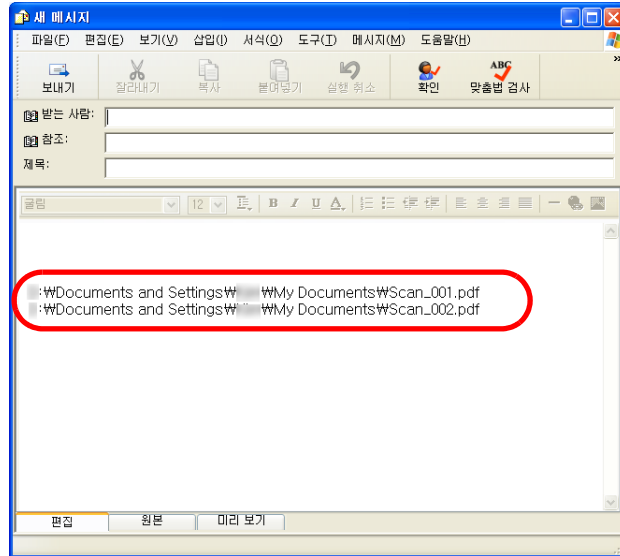 새 메시지
파일(F) 편집(E) 보기(V) 삽입(I) 서식(O) 도구(T) 메시지(M) 도움말(H)
보내기 잘라내기 복사 붙여넣기 실행 취소 확인 ABC 맞춤법 검사 »
받는 사람:
참조:
제목:
굴림 12 B I U A
:₩Documents and Settings₩ ₩My Documents₩Scan_001.pdf
:₩Documents and Settings₩ ₩My Documents₩Scan_002.pdf
편집 원본 미리 보기